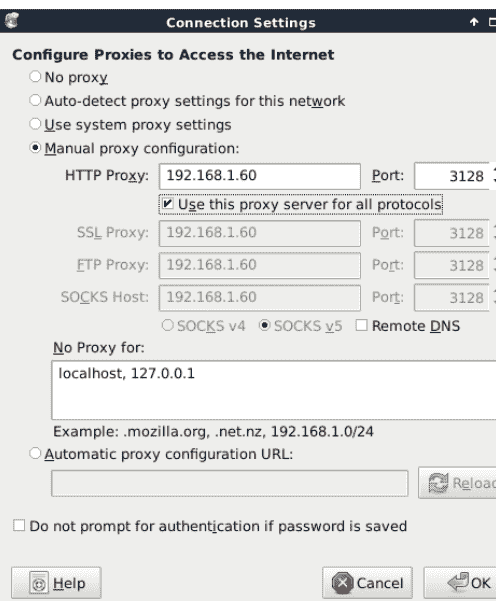 Connection Settings
Configure Proxies to Access the Internet
No proxy
Auto-detect proxy settings for this network
Use system proxy settings
Manual proxy configuration:
HTTP Proxy: 192.168.1.60 Port: 3128
Use this proxy server for all protocols
SSL Proxy: 192.168.1.60 Port: 3128
FTP Proxy: 192.168.1.60 Port: 3128
SOCKS Host: 192.168.1.60 Port: 3128
SOCKS v4 SOCKS v5 Remote DNS
No Proxy for:
localhost, 127.0.0.1
Example: .mozilla.org, .net.nz, 192.168.1.0/24
Automatic proxy configuration URL:
Reload
Do not prompt for authentication if password is saved
Help Cancel OK